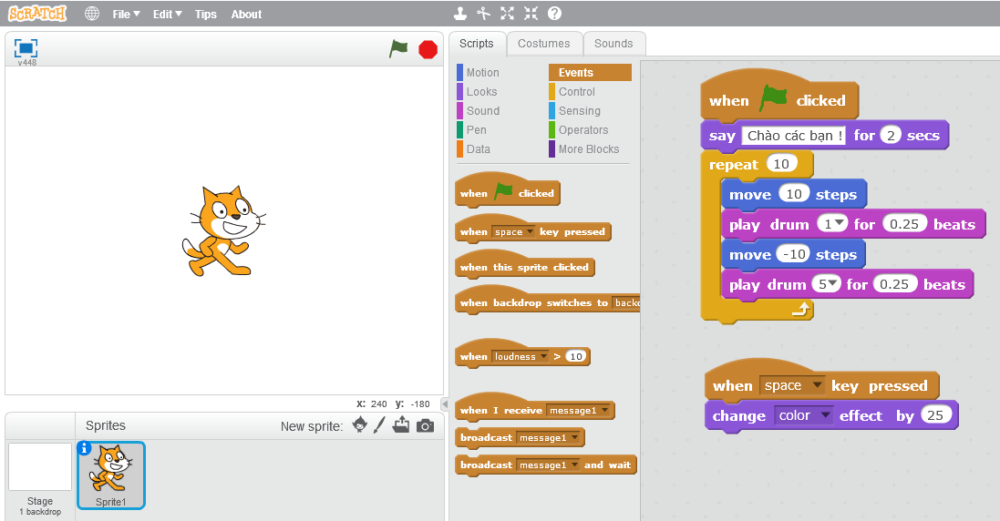 SCRATCH
File ▼ Edit ▼ Tips About
v448
x: 240 y: -180
Sprites
New sprite:
Stage
1 backdrop
Sprite1
Scripts Costumes Sounds
Motion Events
Looks Control
Sound Sensing
Pen Operators
Data More Blocks
when clicked
when space ▼ key pressed
when this sprite clicked
when backdrop switches to backd
when loudness ▼ > 10
when I receive message1 ▼
broadcast message1 ▼
broadcast message1 ▼ and wait
when clicked
say Chào các bạn ! for 2 secs
repeat 10
move 10 steps
play drum 1▼ for 0.25 beats
move -10 steps
play drum 5▼ for 0.25 beats
when space ▼ key pressed
change color ▼ effect by 25